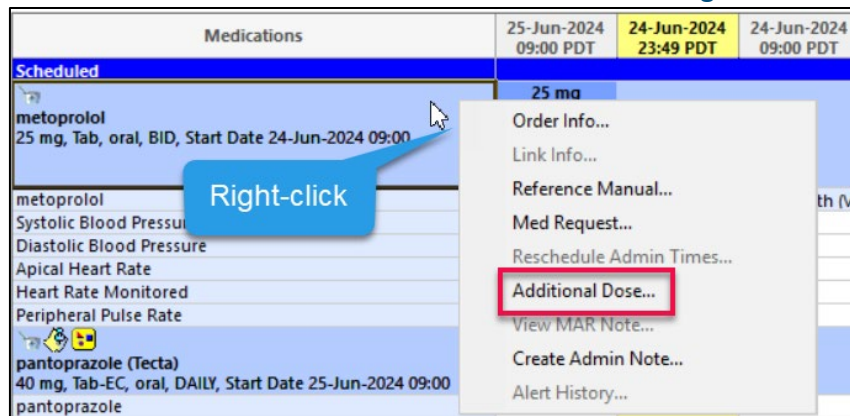 Medications
25-Jun-2024
09:00 PDT
24-Jun-2024
23:49 PDT
24-Jun-2024
09:00 PDT
Scheduled
25 mg
metoprolol
25 mg, Tab, oral, BID, Start Date 24-Jun-2024 09:00
Right-click
Order Info...
Link Info...
Reference Manual...
Med Request...
Reschedule Admin Times...
Additional Dose...
View MAR Note...
Create Admin Note...
Alert History...
metoprolol
Systolic Blood
Diastolic Blood Pressure
Apical Heart Rate
Heart Rate Monitored
Peripheral Pulse Rate
pantoprazole (Tecta)
40 mg, Tab-EC, oral, DAILY, Start Date 25-Jun-2024 09:00
pantoprazole